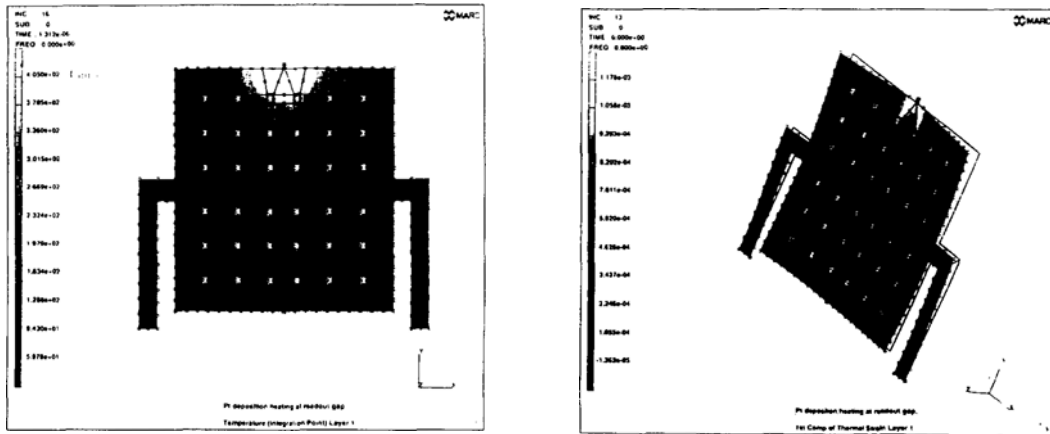 INC : 16
SUB : 0
TIME : 1.312e-06
FREQ : 0.000e+00
MARC
4.050e+02
3.705e+02
3.360e+02
3.015e+02
2.669e+02
2.324e+02
1.979e+02
1.634e+02
1.288e+02
9.430e+01
5.978e+01
Y
Pt deposition heating at readout gap
Temperature (Integration Point) Layer 1
INC : 13
SUB : 0
TIME : 0.000e+00
FREQ : 0.000e+00
MARC
1.178e-03
1.058e-03
9.393e-04
8.202e-04
7.011e-04
5.820e-04
4.628e-04
3.437e-04
2.246e-04
1.055e-04
-1.363e-05
Pt deposition heating at readout gap.
1st Comp of Thermal Strain Layer 1